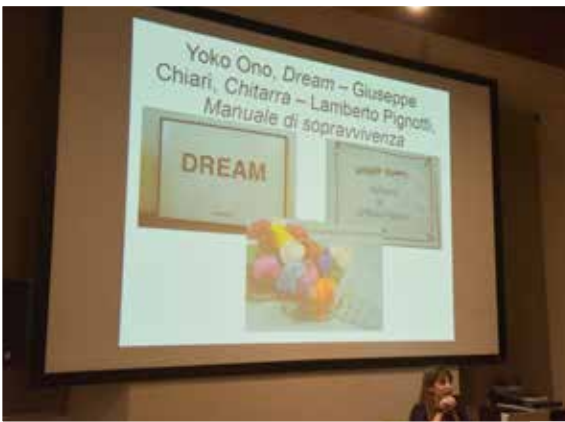 Yoko Ono, Dream – Giuseppe
Chiari, Chitarra – Lamberto Pignotti,
Manuale di sopravvivenza
DREAM